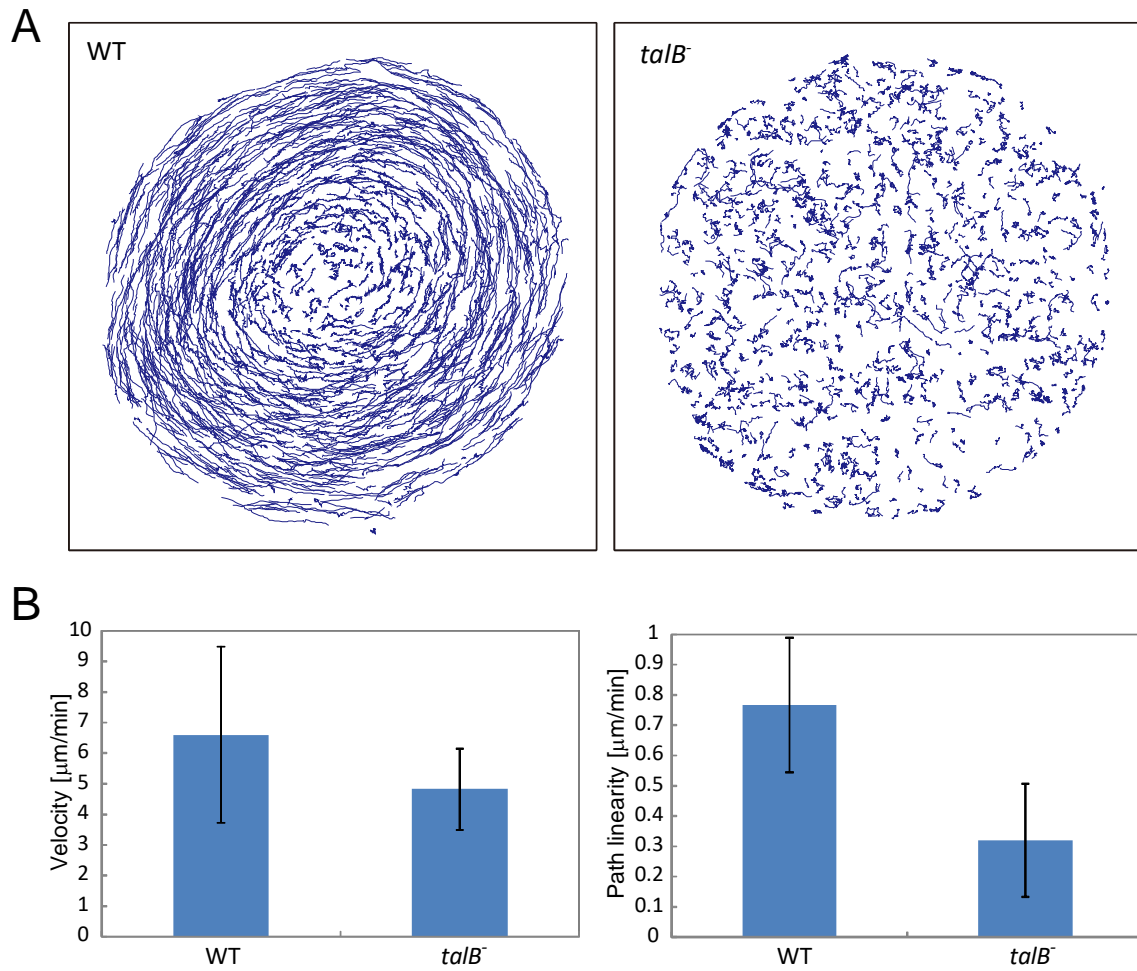 A
WT
talB⁻
B
Velocity [μm/min]
10
9
8
7
6
5
4
3
2
1
0
WT
talB⁻
Path linearity [μm/min]
1
0.9
0.8
0.7
0.6
0.5
0.4
0.3
0.2
0.1
0
WT
talB⁻